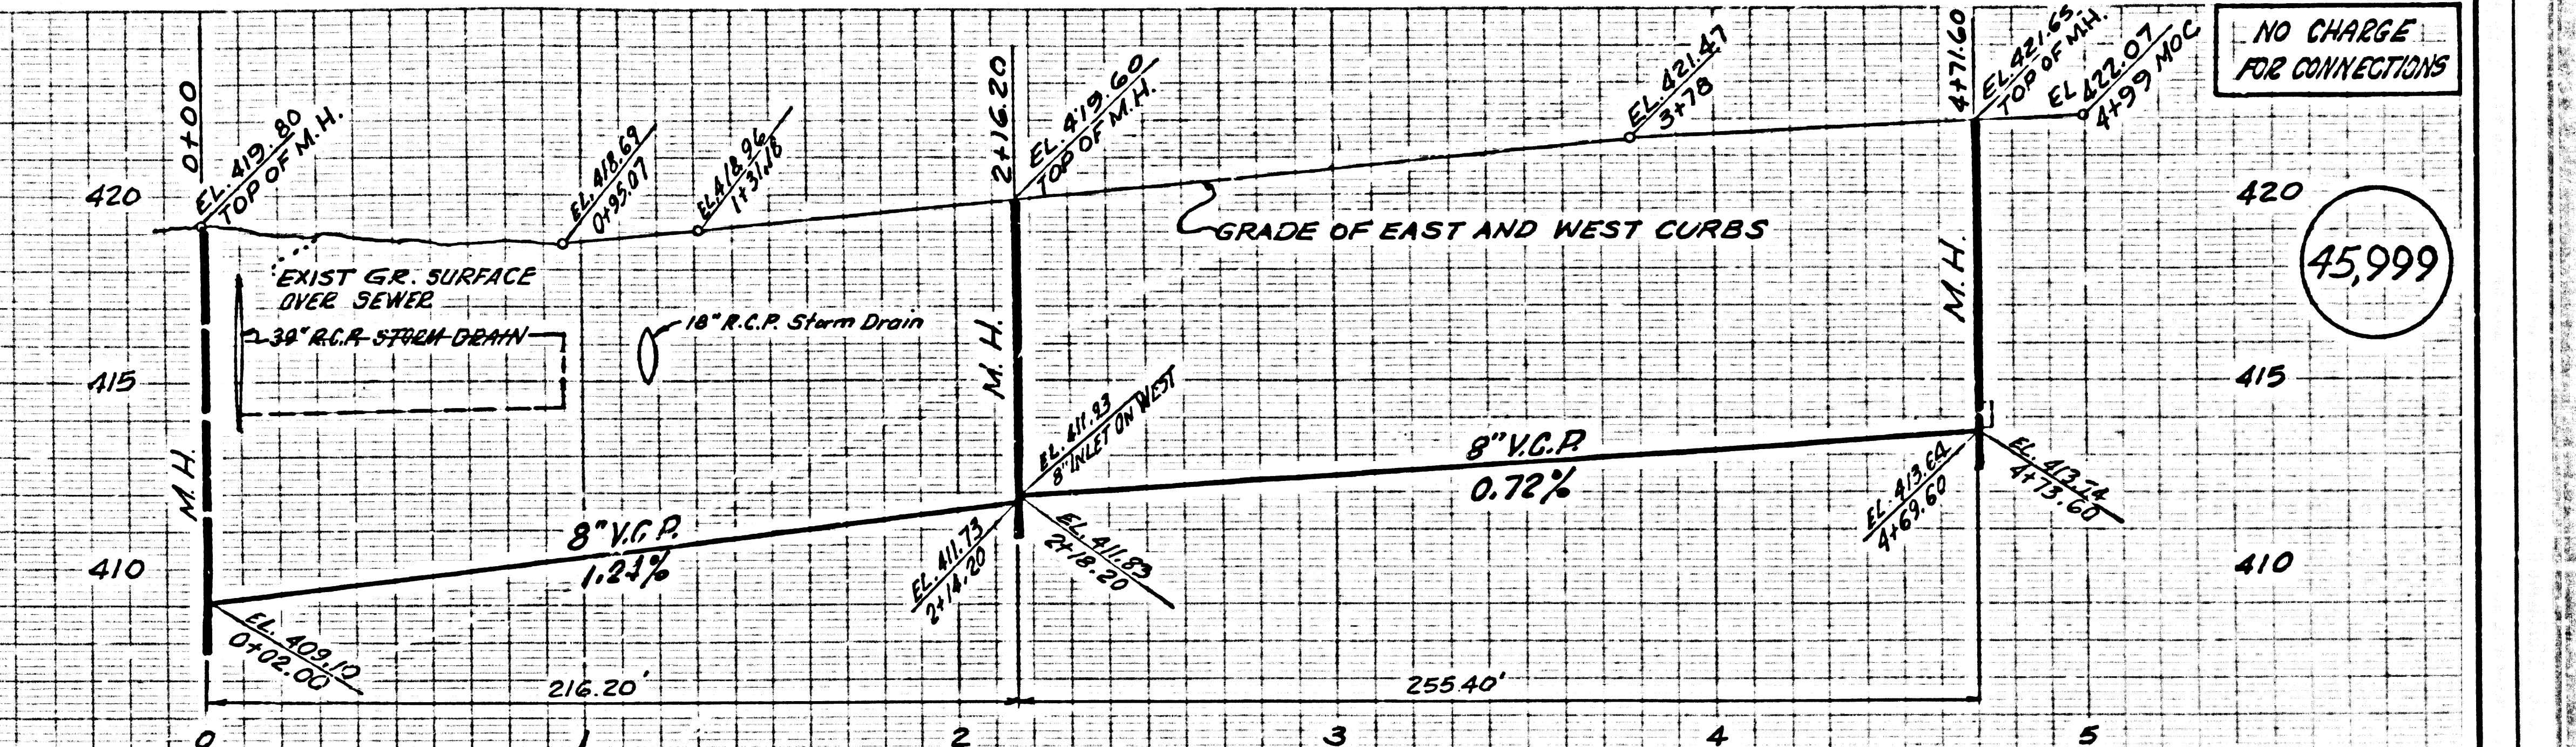 NO CHARGE
FOR CONNECTIONS
45,999
0+00
EL. 419.80
TOP OF M.H.
EL. 418.69
0+95.07
EL. 418.96
1+31.18
2+16.20
EL. 419.60
TOP OF M.H.
EL. 421.47
3+78
4+71.60
EL. 421.65
TOP OF M.H.
EL 422.07
4+99 MOC
420
420
GRADE OF EAST AND WEST CURBS
EXIST GR. SURFACE
OVER SEWER
39" R.C.P. STORM DRAIN
18" R.C.P. Storm Drain
415
415
M.H.
M.H.
M.H.
EL. 411.93
8" INLET ON WEST
8" V.C.P.
0.72%
8" V.C.P.
EL. 411.73
2+14.20
EL. 411.83
2+18.20
EL. 413.64
4+69.60
EL. 413.74
4+73.60
410
410
EL. 409.10
0+02.00
216.20'
255.40'
0 1 2 3 4 5